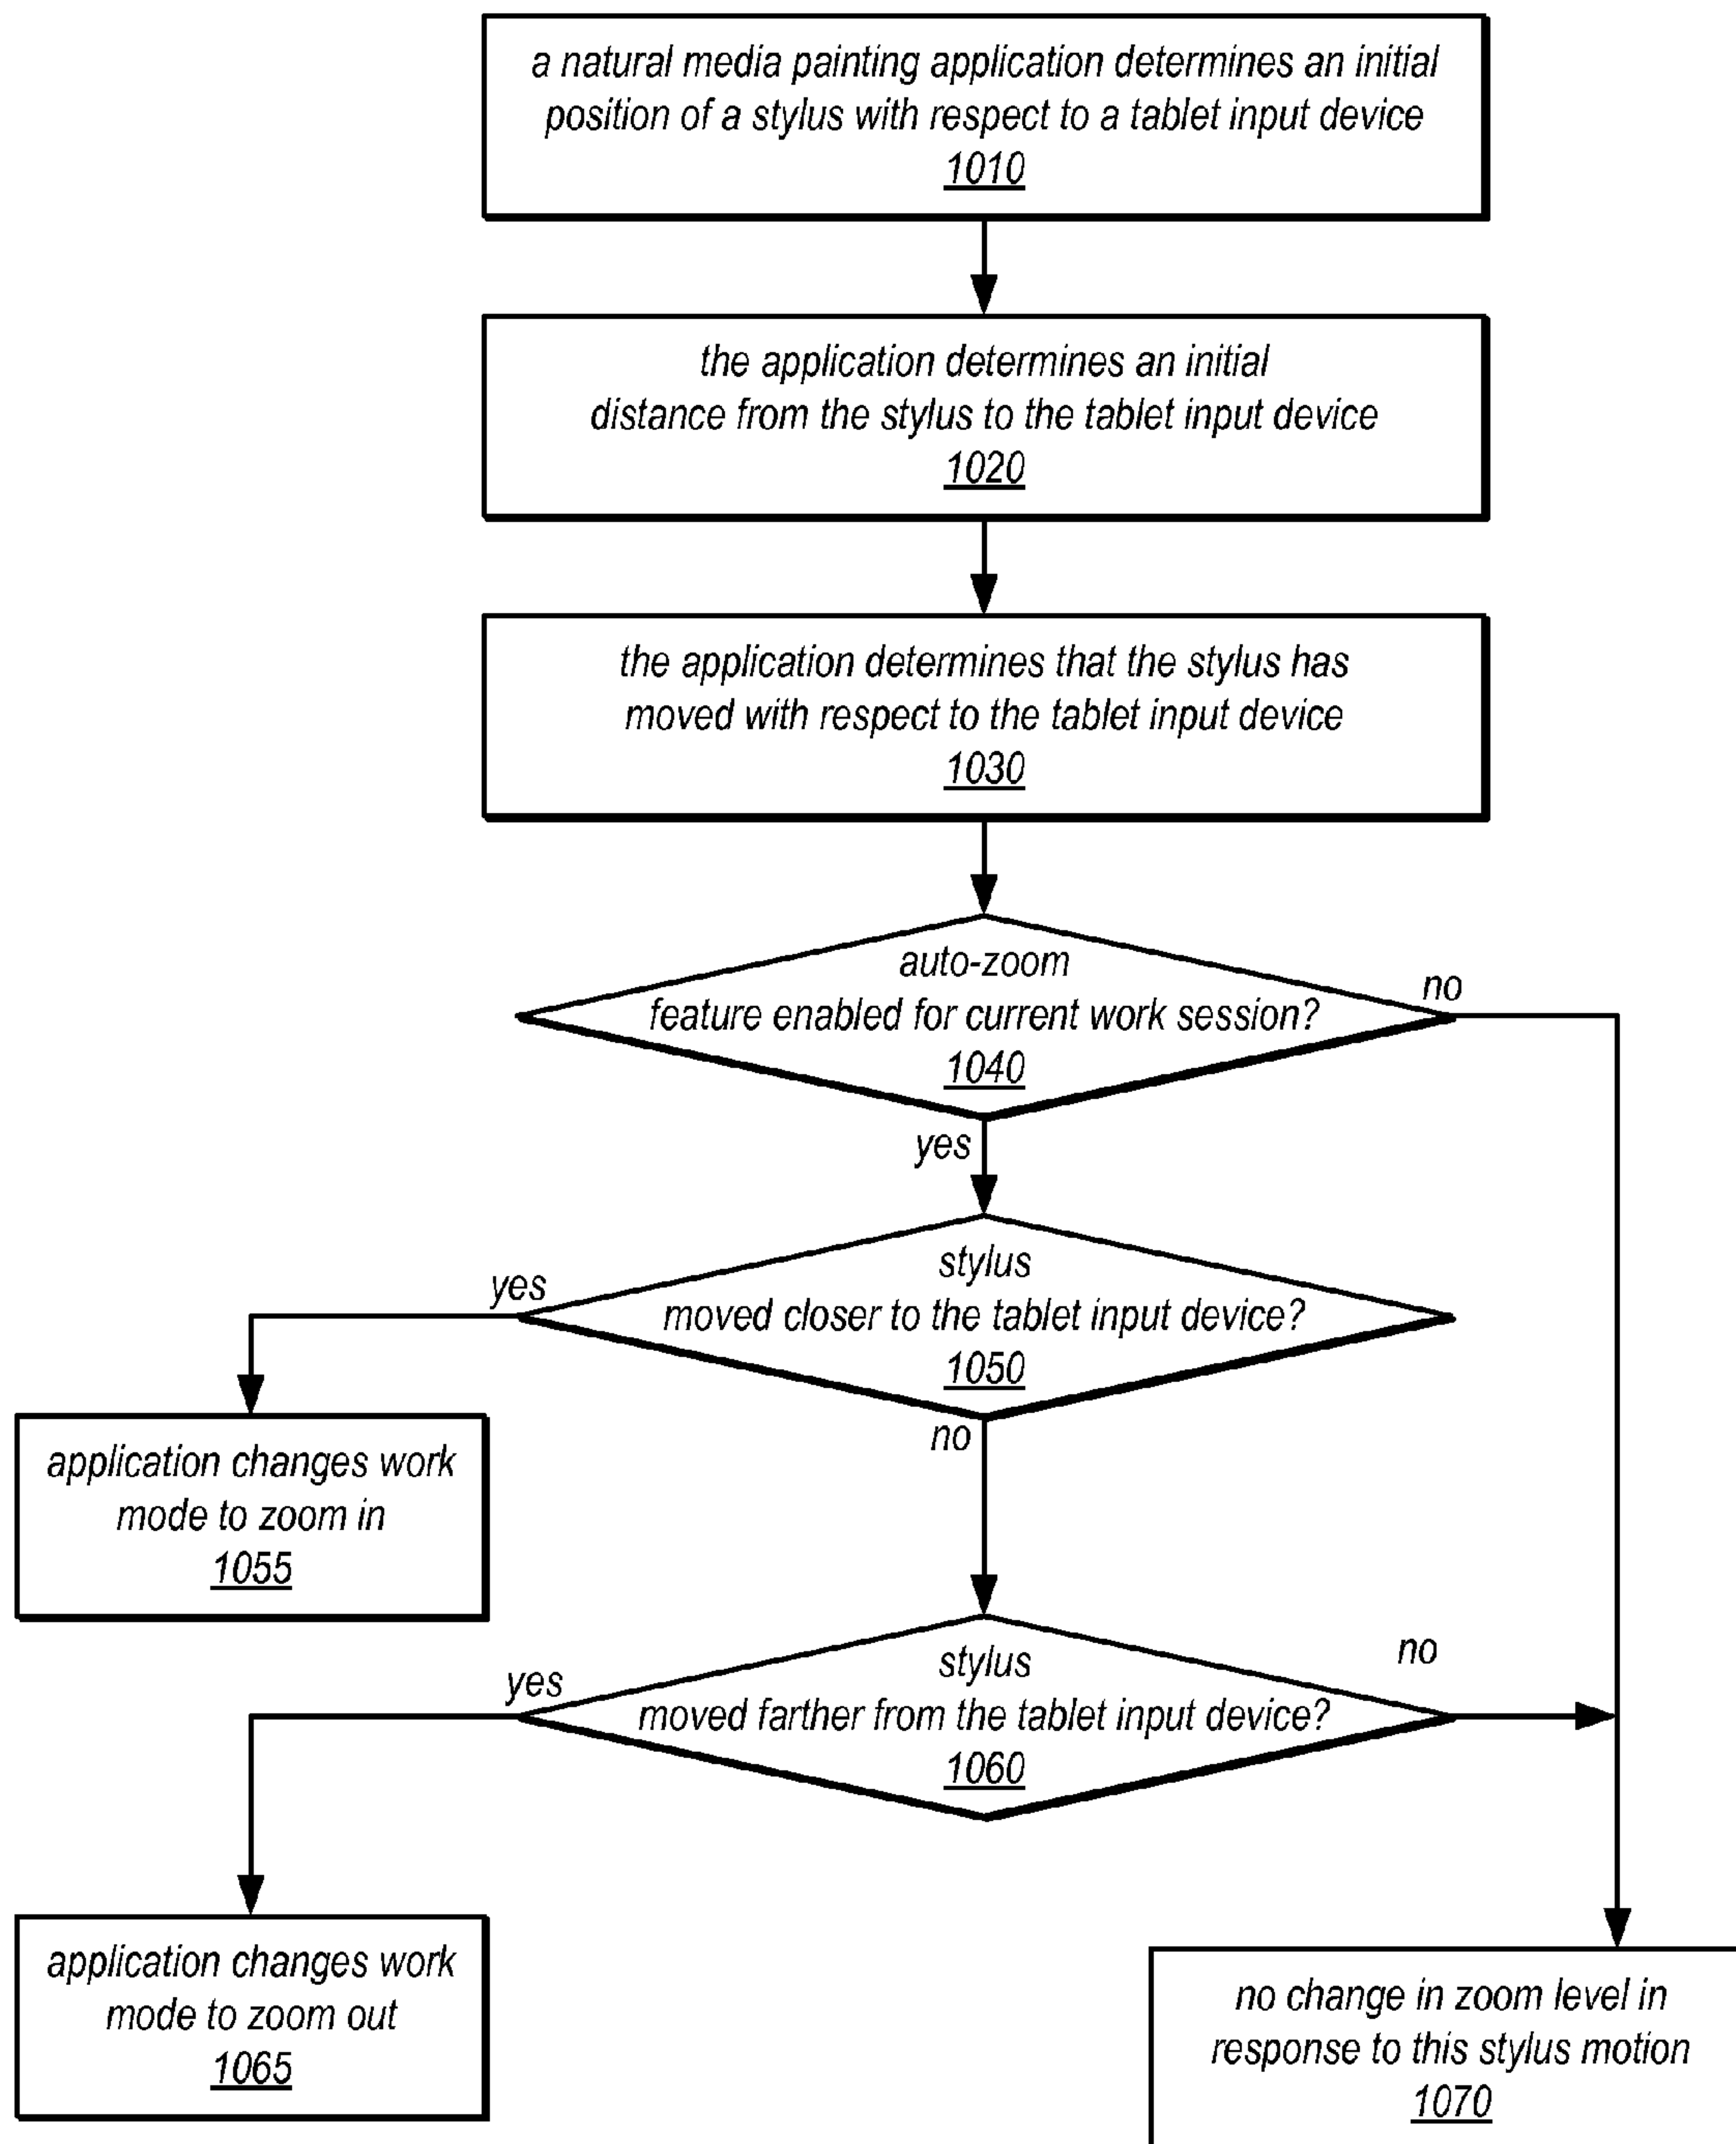 a natural media painting application determines an initial
position of a stylus with respect to a tablet input device
1010
the application determines an initial
distance from the stylus to the tablet input device
1020
the application determines that the stylus has
moved with respect to the tablet input device
1030
auto-zoom
feature enabled for current work session?
1040
no
yes
stylus
moved closer to the tablet input device?
1050
yes
no
application changes work
mode to zoom in
1055
stylus
moved farther from the tablet input device?
1060
yes
no
application changes work
mode to zoom out
1065
no change in zoom level in
response to this stylus motion
1070